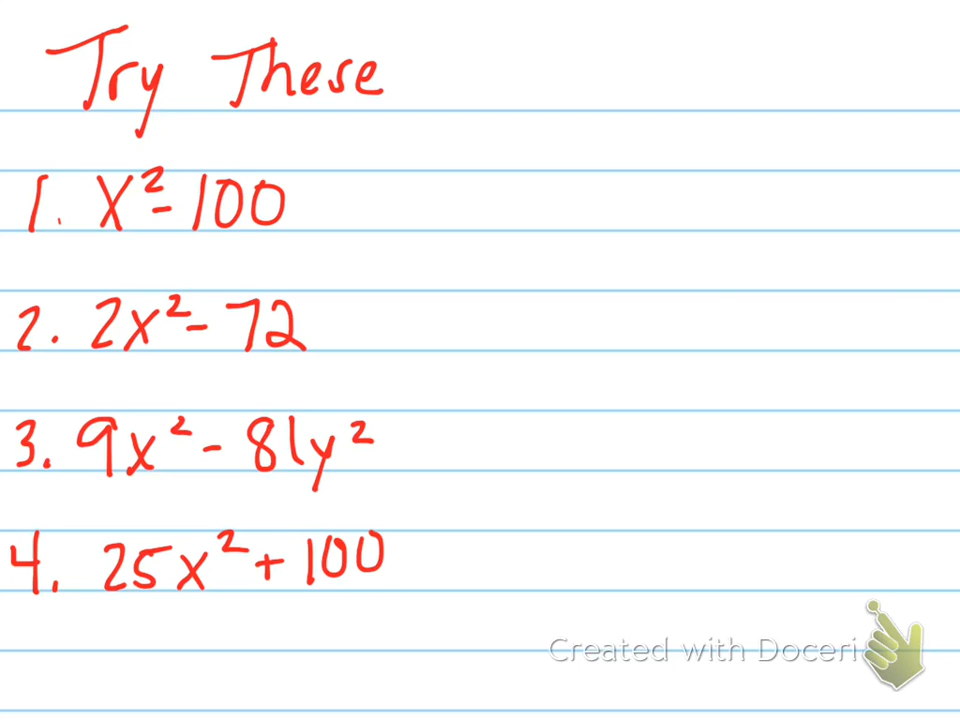 Try These
1. x² - 100
2. 2x² - 72
3. 9x² - 81y²
4. 25x² + 100
Created with Doceri